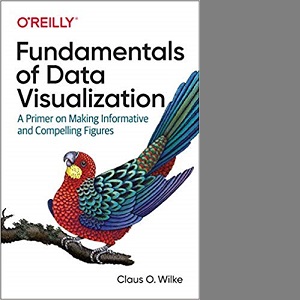 O'REILLY®
Fundamentals
of Data
Visualization
A Primer on Making Informative
and Compelling Figures
Claus O. Wilke